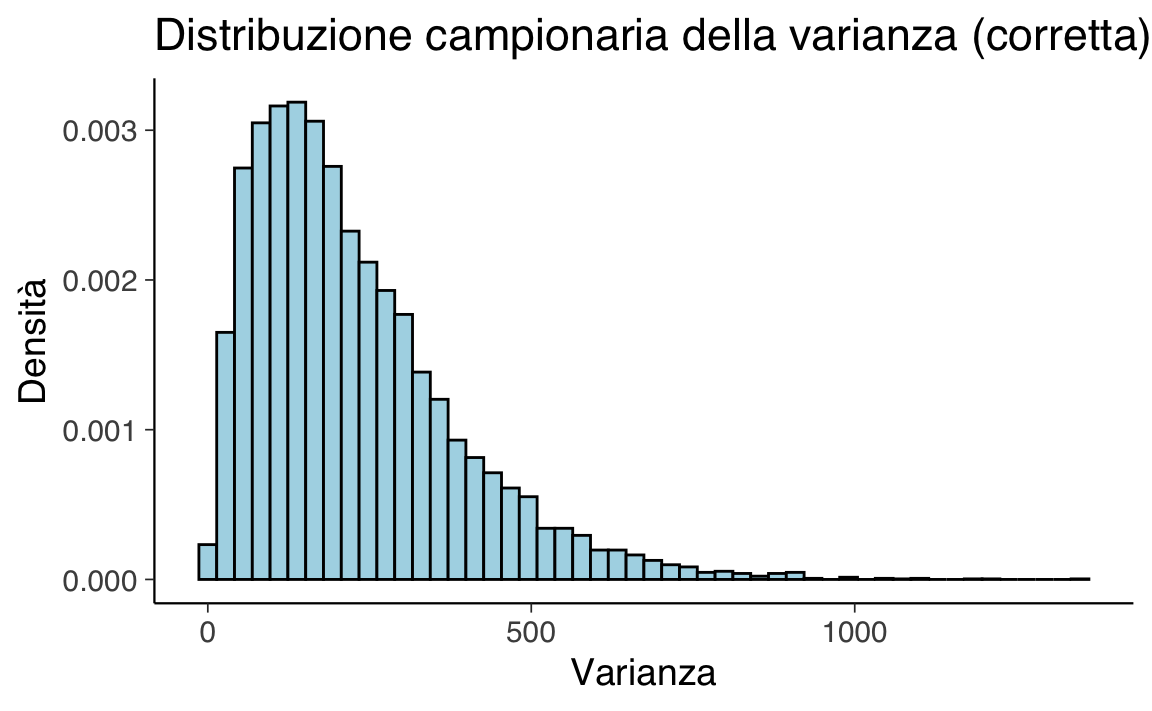 Distribuzione campionaria della varianza (corretta)
Densità
0.003
0.002
0.001
0.000
0 500 1000
Varianza